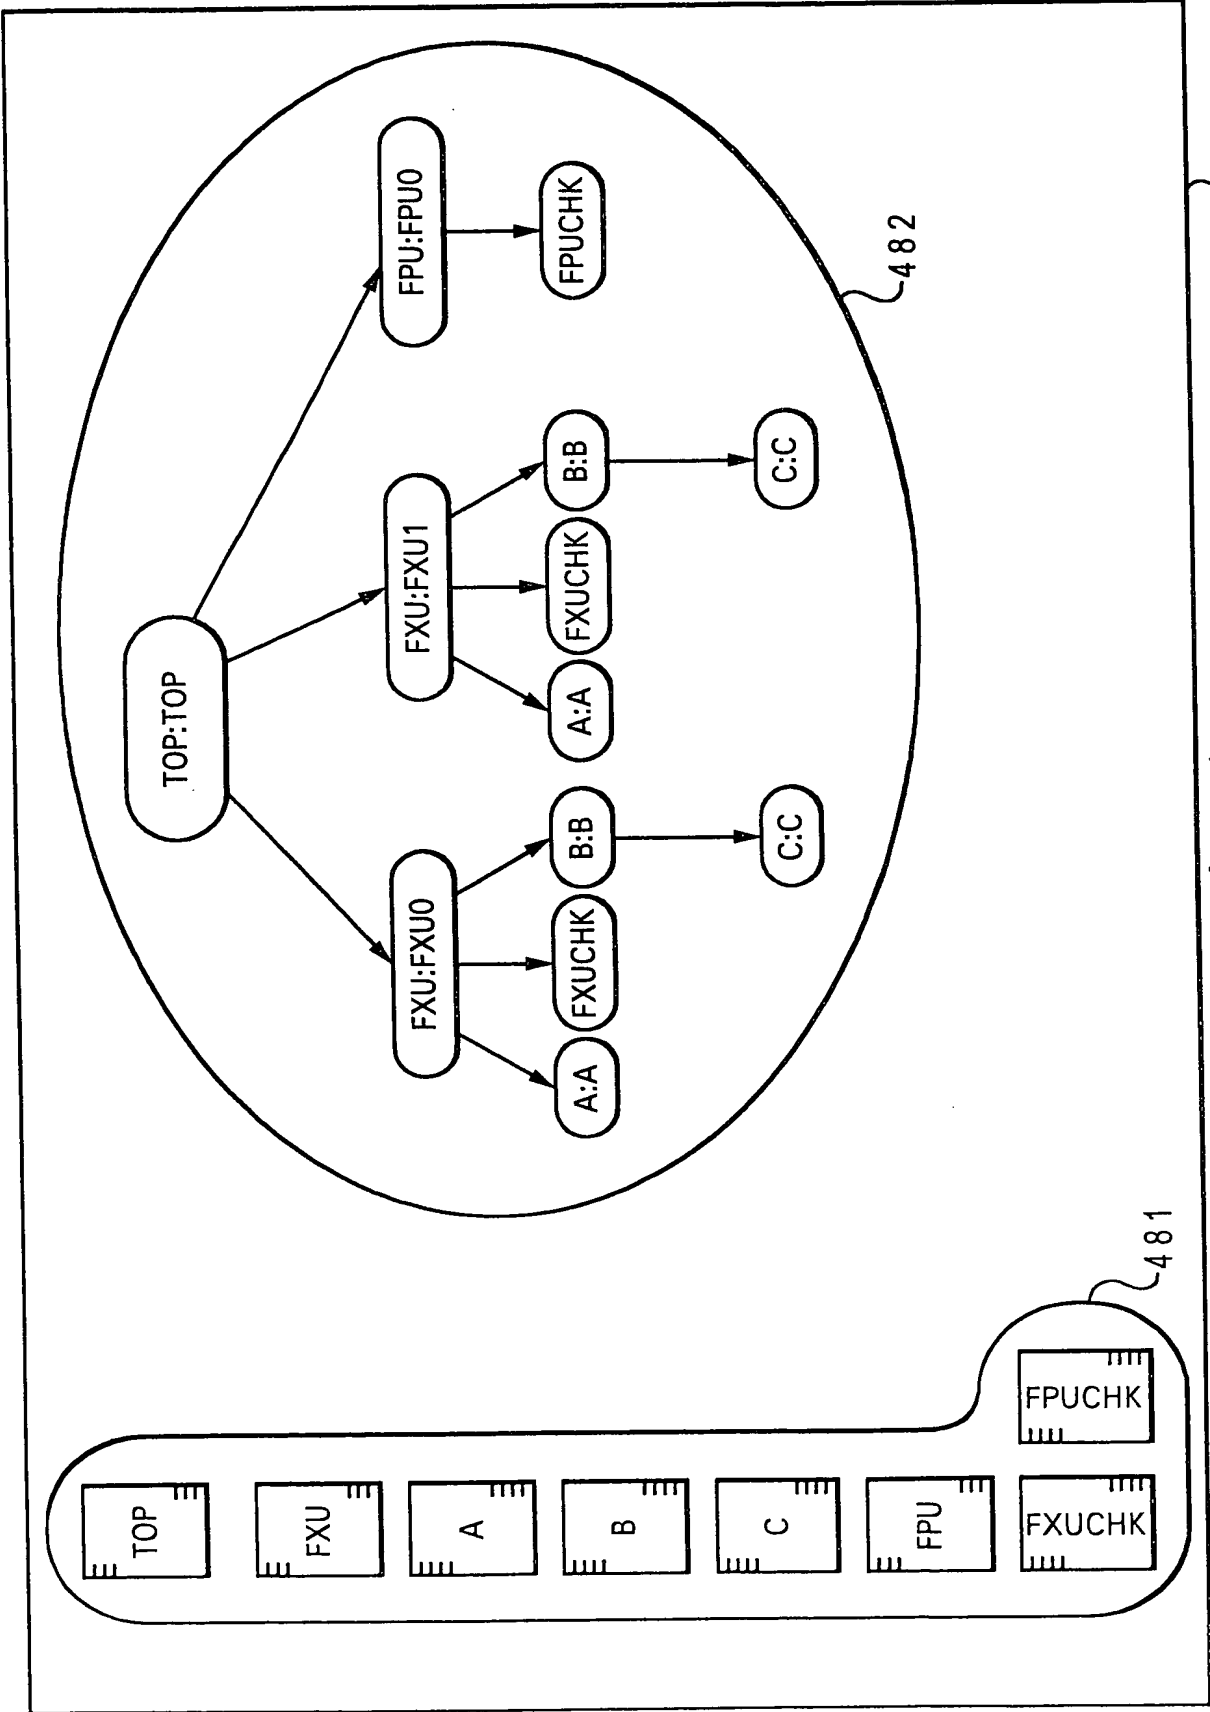 TOP
FXU
A
B
C
FPU
FXUCHK
FPUCHK
481
TOP:TOP
FXU:FXU0
FXU:FXU1
FPU:FPU0
A:A
FXUCHK
B:B
A:A
FXUCHK
B:B
FPUCHK
C:C
C:C
482